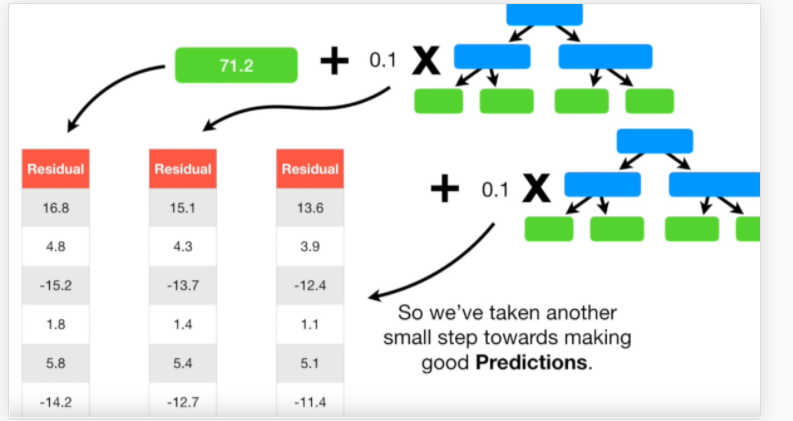 71.2 + 0.1 X
+ 0.1 X
Residual Residual Residual
16.8 15.1 13.6
4.8 4.3 3.9
-15.2 -13.7 -12.4
1.8 1.4 1.1
5.8 5.4 5.1
-14.2 -12.7 -11.4
So we've taken another
small step towards making
good Predictions.